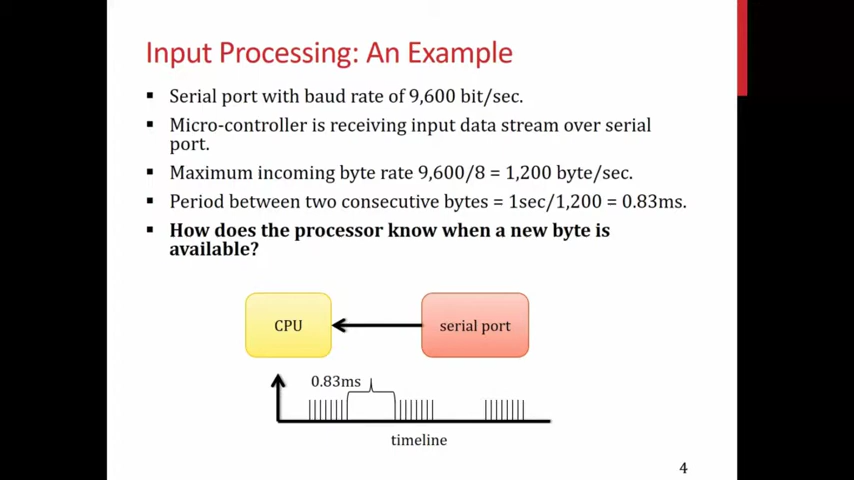 Input Processing: An Example
▪ Serial port with baud rate of 9,600 bit/sec.
▪ Micro-controller is receiving input data stream over serial
port.
▪ Maximum incoming byte rate 9,600/8 = 1,200 byte/sec.
▪ Period between two consecutive bytes = 1sec/1,200 = 0.83ms.
▪ How does the processor know when a new byte is
available?
CPU
serial port
0.83ms
timeline
4